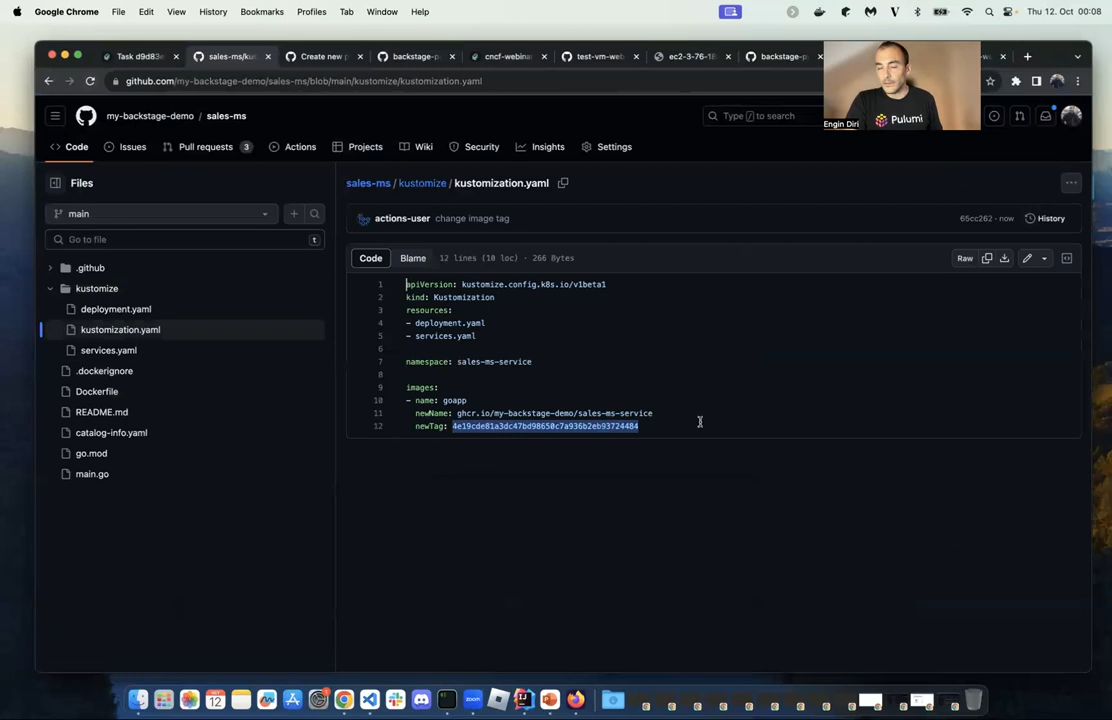 Google Chrome File Edit View History Bookmarks Profiles Tab Window Help
Thu 12. Oct 00:08
Task d9d83e
sales-ms/kus
Create new p
backstage-p
cncf-webina
test-vm-web
ec2-3-76-18
backstage-p
github.com/my-backstage-demo/sales-ms/blob/main/kustomize/kustomization.yaml
my-backstage-demo / sales-ms
Type / to search
Engin Diri
Pulumi
Code Issues Pull requests 3 Actions Projects Wiki Security Insights Settings
Files
main
Go to file t
.github
kustomize
deployment.yaml
kustomization.yaml
services.yaml
.dockerignore
Dockerfile
README.md
catalog-info.yaml
go.mod
main.go
sales-ms / kustomize / kustomization.yaml
actions-user change image tag
65cc262 · now History
Code Blame 12 lines (10 loc) · 266 Bytes
Raw
1 apiVersion: kustomize.config.k8s.io/v1beta1
2 kind: Kustomization
3 resources:
4 - deployment.yaml
5 - services.yaml
6
7 namespace: sales-ms-service
8
9 images:
10 - name: goapp
11 newName: ghcr.io/my-backstage-demo/sales-ms-service
12 newTag: 4e19cde81a3dc47bd98650c7a936b2eb93724484
12
zoom